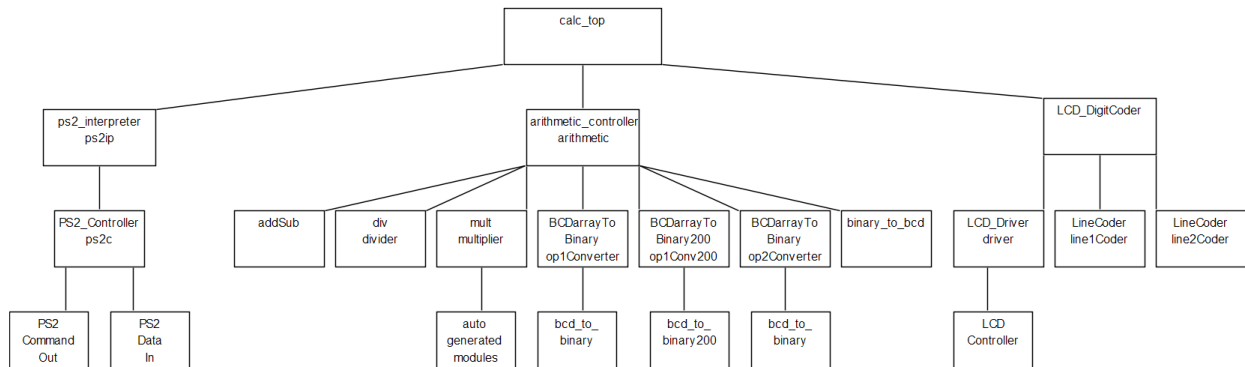 calc_top
ps2_interpreter
ps2ip
arithmetic_controller
arithmetic
LCD_DigitCoder
PS2_Controller
ps2c
addSub
div
divider
mult
multiplier
BCDarrayTo
Binary
op1Converter
BCDarrayTo
Binary200
op1Conv200
BCDarrayTo
Binary
op2Converter
binary_to_bcd
LCD_Driver
driver
LineCoder
line1Coder
LineCoder
line2Coder
PS2
Command
Out
PS2
Data
In
auto
generated
modules
bcd_to_
binary
bcd_to_
binary200
bcd_to_
binary
LCD
Controller